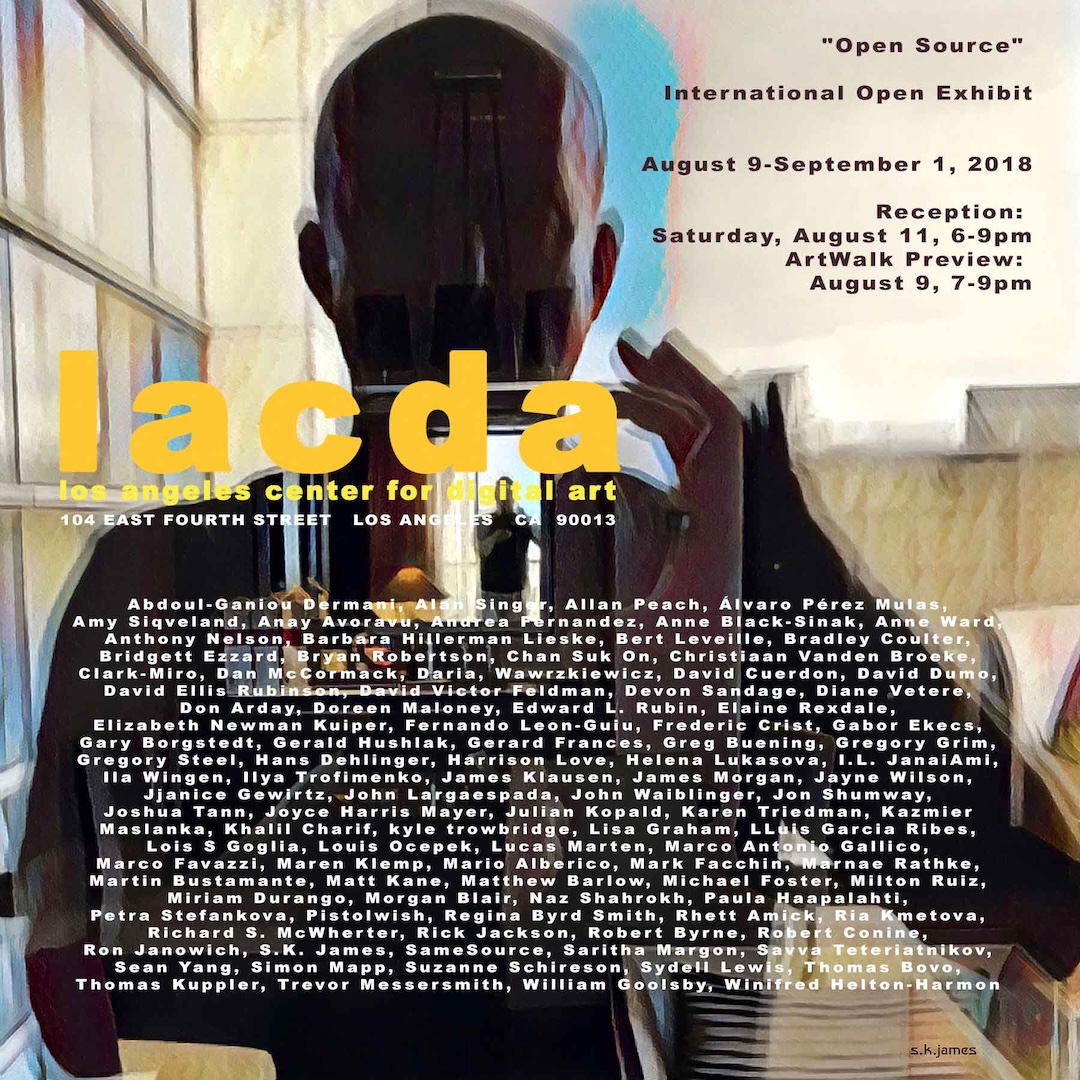 "Open Source"
International Open Exhibit
August 9-September 1, 2018
Reception:
Saturday, August 11, 6-9pm
ArtWalk Preview:
August 9, 7-9pm
lacda
los angeles center for digital art
104 EAST FOURTH STREET LOS ANGELES CA 90013
Abdoul-Ganiou Dermani, Alan Singer, Allan Peach, Álvaro Pérez Mulas,
Amy Siqveland, Anay Avoravu, Andrea Fernandez, Anne Black-Sinak, Anne Ward,
Anthony Nelson, Barbara Hillerman Lieske, Bert Leveille, Bradley Coulter,
Bridgett Ezzard, Bryan Robertson, Chan Suk On, Christiaan Vanden Broeke,
Clark-Miro, Dan McCormack, Daria, Wawrzkiewicz, David Cuerdon, David Dumo,
David Ellis Rubinson, David Victor Feldman, Devon Sandage, Diane Vetere,
Don Arday, Doreen Maloney, Edward L. Rubin, Elaine Rexdale,
Elizabeth Newman Kuiper, Fernando Leon-Guiu, Frederic Crist, Gabor Ekecs,
Gary Borgstedt, Gerald Hushlak, Gerard Frances, Greg Buening, Gregory Grim,
Gregory Steel, Hans Dehlinger, Harrison Love, Helena Lukasova, I.L. JanaiAmi,
Ila Wingen, Ilya Trofimenko, James Klausen, James Morgan, Jayne Wilson,
Jjanice Gewirtz, John Largaespada, John Waiblinger, Jon Shumway,
Joshua Tann, Joyce Harris Mayer, Julian Kopald, Karen Triedman, Kazmier
Maslanka, Khalil Charif, kyle trowbridge, Lisa Graham, LLuis Garcia Ribes,
Lois S Goglia, Louis Ocepek, Lucas Marten, Marco Antonio Gallico,
Marco Favazzi, Maren Klemp, Mario Alberico, Mark Facchin, Marnae Rathke,
Martin Bustamante, Matt Kane, Matthew Barlow, Michael Foster, Milton Ruiz,
Miriam Durango, Morgan Blair, Naz Shahrokh, Paula Haapalahti,
Petra Stefankova, Pistolwish, Regina Byrd Smith, Rhett Amick, Ria Kmetova,
Richard S. McWherter, Rick Jackson, Robert Byrne, Robert Conine,
Ron Janowich, S.K. James, SameSource, Saritha Margon, Savva Teteriatnikov,
Sean Yang, Simon Mapp, Suzanne Schireson, Sydell Lewis, Thomas Bovo,
Thomas Kuppler, Trevor Messersmith, William Goolsby, Winifred Helton-Harmon
s.k.james